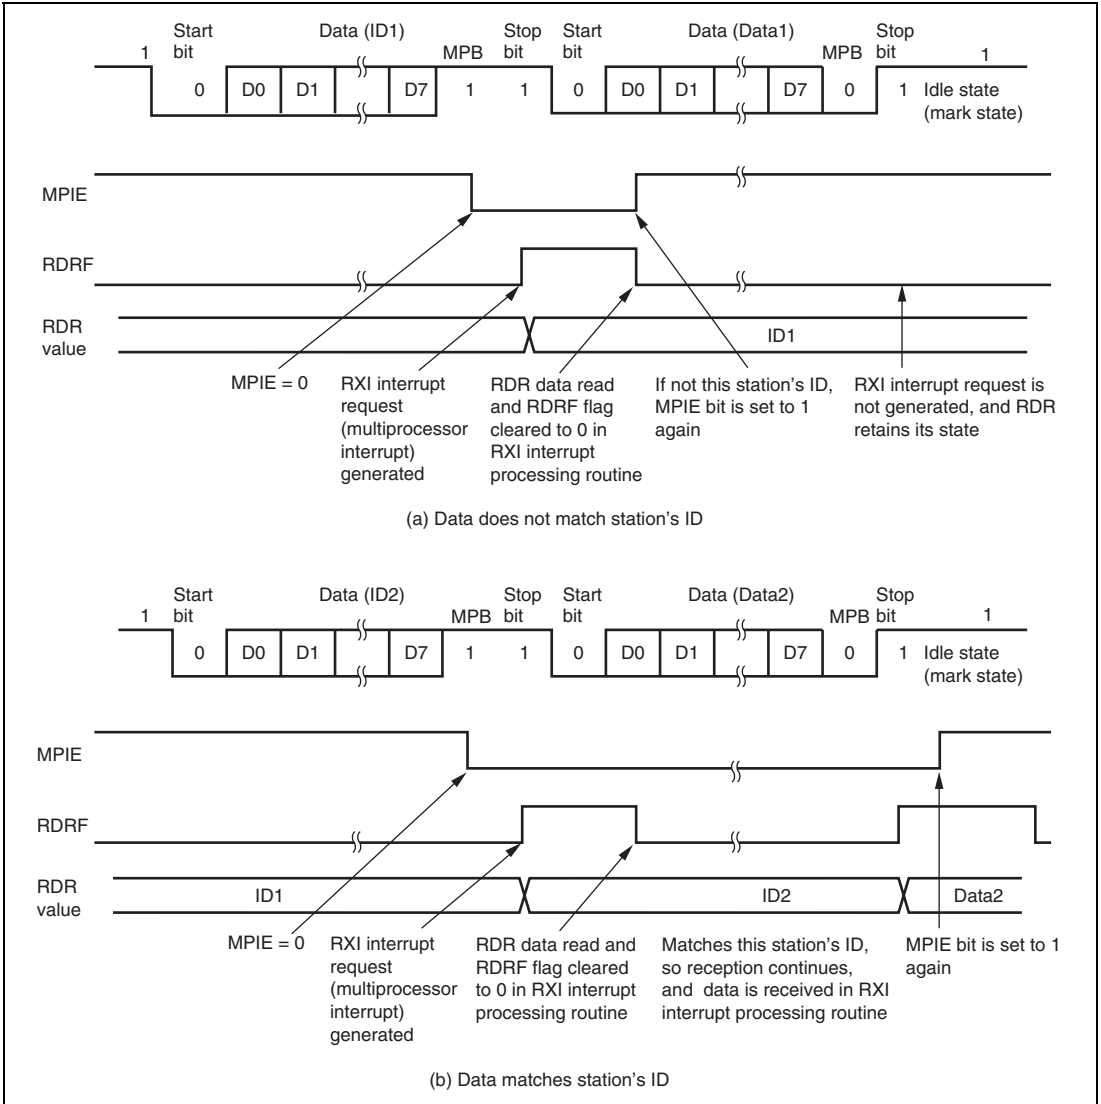 Start bit Data (ID1) Stop bit Start bit Data (Data1) Stop bit
1 MPB MPB 1
0 D0 D1 D7 1 1 0 D0 D1 D7 0 1 Idle state (mark state)
MPIE
RDRF
RDR value
ID1
MPIE = 0
RXI interrupt
request
(multiprocessor
interrupt)
generated
RDR data read
and RDRF flag
cleared to 0 in
RXI interrupt
processing routine
If not this station's ID,
MPIE bit is set to 1
again
RXI interrupt request is
not generated, and RDR
retains its state
(a) Data does not match station's ID
Start bit Data (ID2) Stop bit Start bit Data (Data2) Stop bit
1 MPB MPB 1
0 D0 D1 D7 1 1 0 D0 D1 D7 0 1 Idle state (mark state)
MPIE
RDRF
RDR value
ID1 ID2 Data2
MPIE = 0
RXI interrupt
request
(multiprocessor
interrupt)
generated
RDR data read and
RDRF flag cleared
to 0 in RXI interrupt
processing routine
Matches this station's ID,
so reception continues,
and data is received in RXI
interrupt processing routine
MPIE bit is set to 1
again
(b) Data matches station's ID